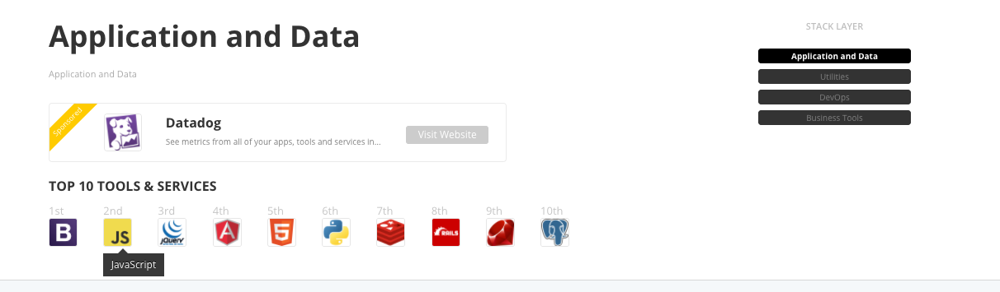 Application and Data
Application and Data
Sponsored
Datadog
See metrics from all of your apps, tools and services in...
Visit Website
TOP 10 TOOLS & SERVICES
1st 2nd 3rd 4th 5th 6th 7th 8th 9th 10th
B JS jQuery A 5 RAILS
JavaScript
STACK LAYER
Application and Data
Utilities
DevOps
Business Tools